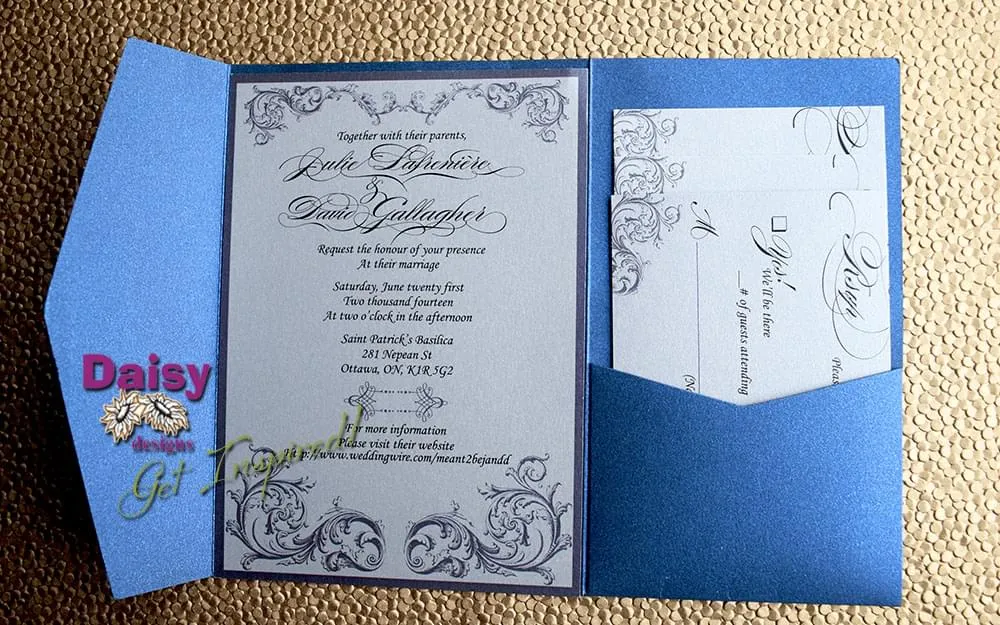 Together with their parents,
Julie Lafrenière
&
David Gallagher
Request the honour of your presence
At their marriage
Saturday, June twenty first
Two thousand fourteen
At two o'clock in the afternoon
Saint Patrick's Basilica
281 Nepean St
Ottawa, ON, K1R 5G2
For more information
Please visit their website
http://www.weddingwire.com/meant2bejandd
Rsvp
M
Yes!
We'll be there
__# of guests attending
Daisy
designs
Get Inspired!